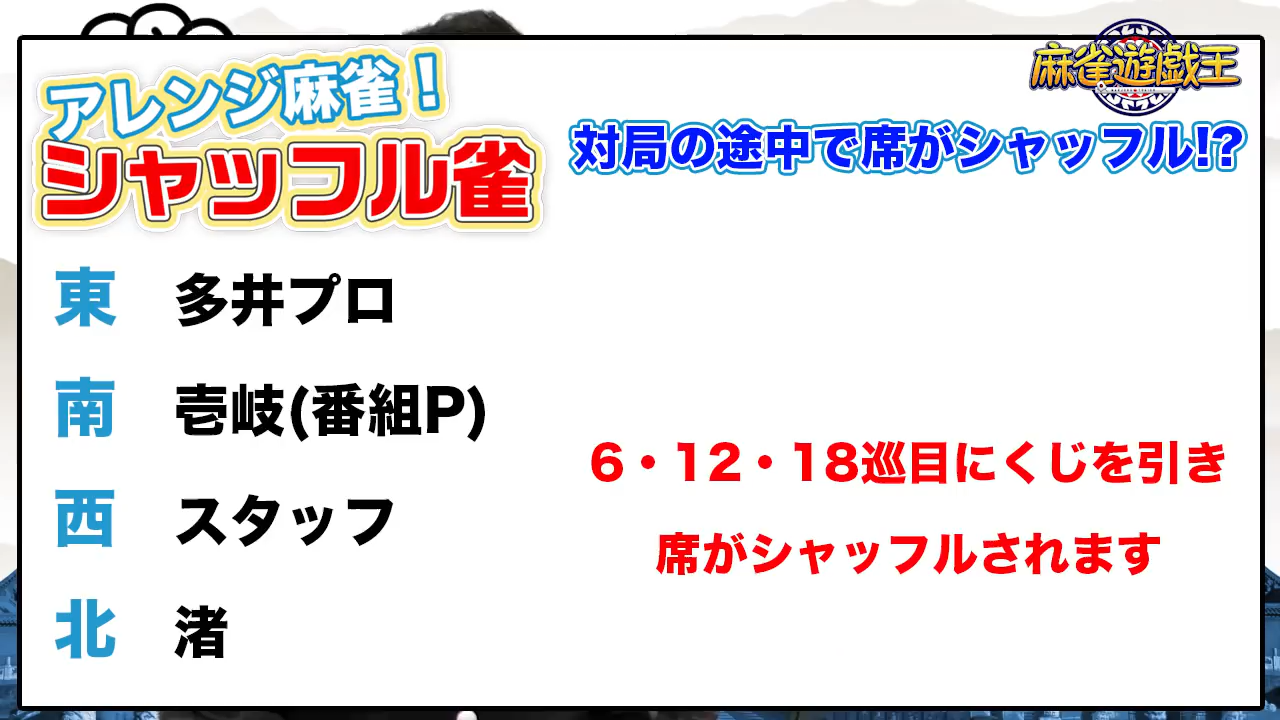 アレンジ麻雀！
シャッフル雀
麻雀遊戯王
対局の途中で席がシャッフル!?
東 多井プロ
南 壱岐(番組P)
西 スタッフ
北 渚
6・12・18巡目にくじを引き
席がシャッフルされます